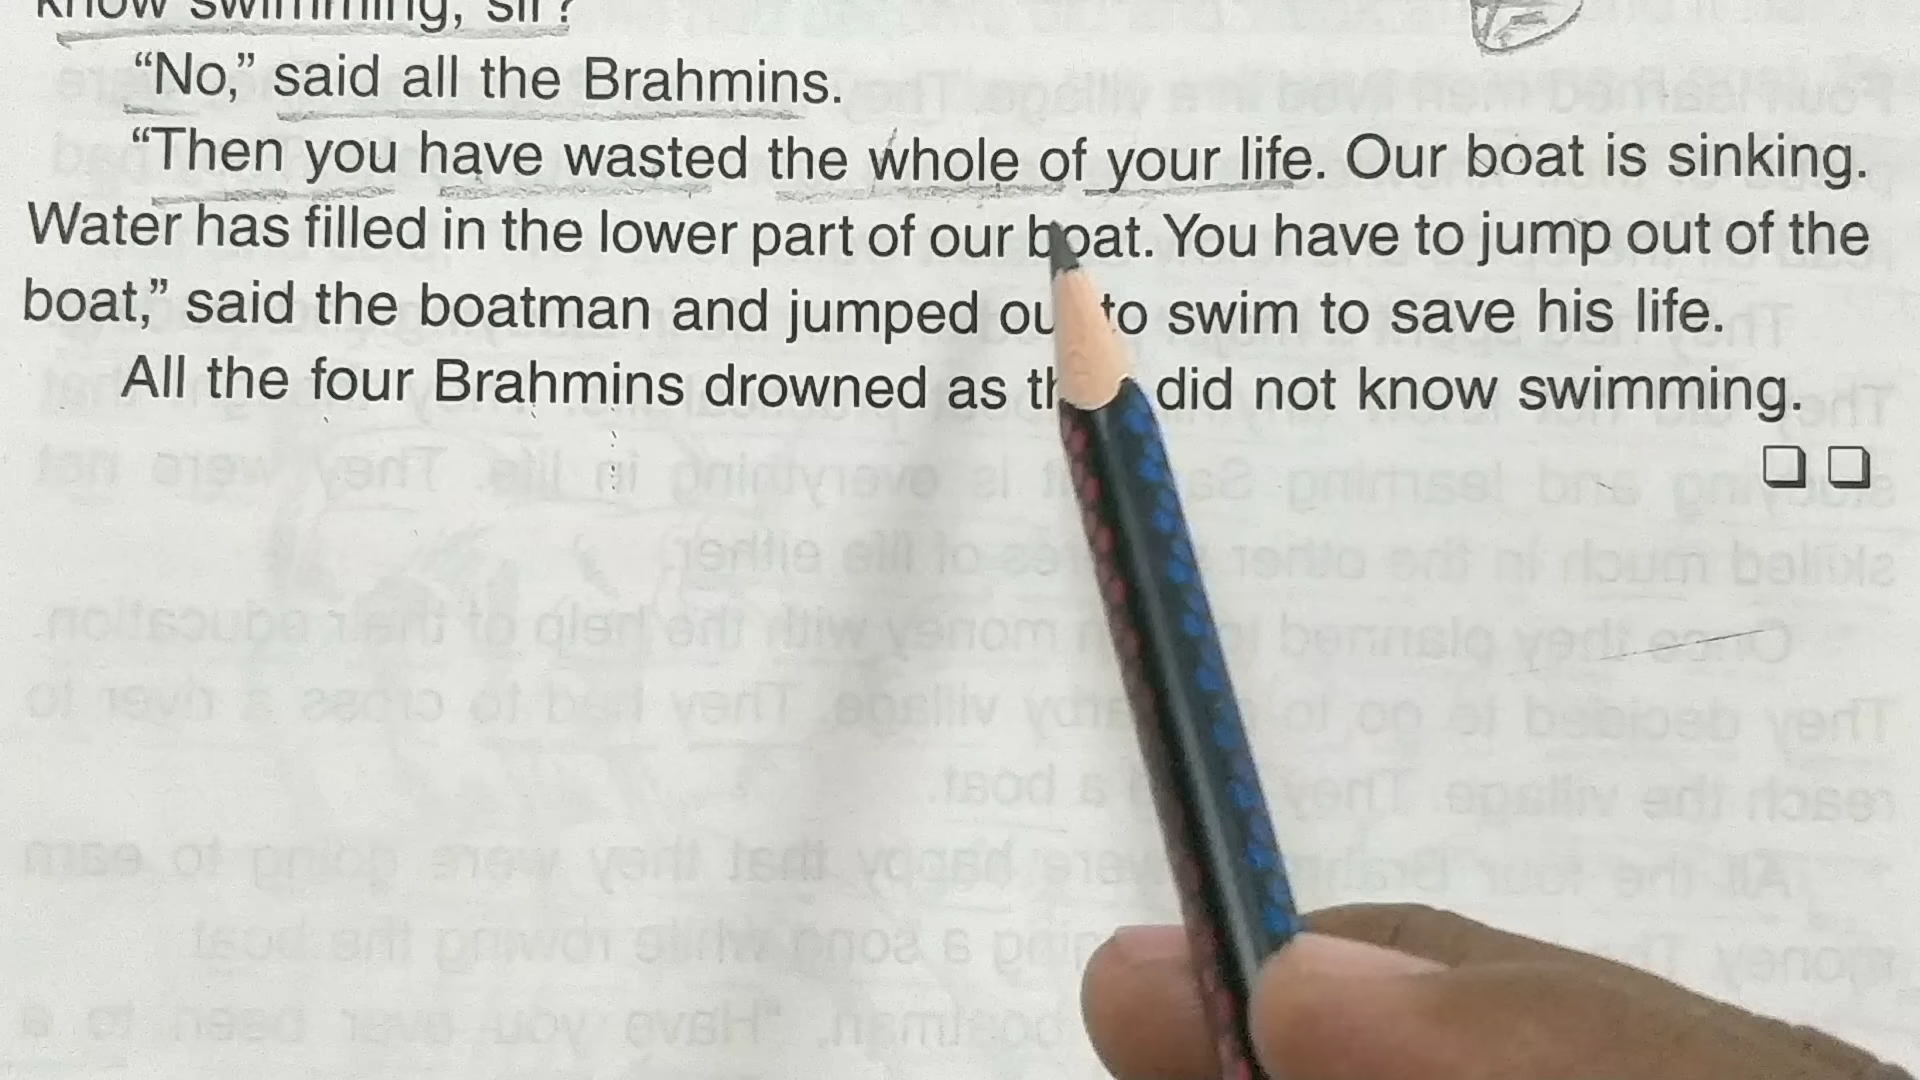 know swimming, sir?
"No," said all the Brahmins.
"Then you have wasted the whole of your life. Our boat is sinking.
Water has filled in the lower part of our boat. You have to jump out of the
boat," said the boatman and jumped to swim to save his life.
All the four Brahmins drowned as did not know swimming.